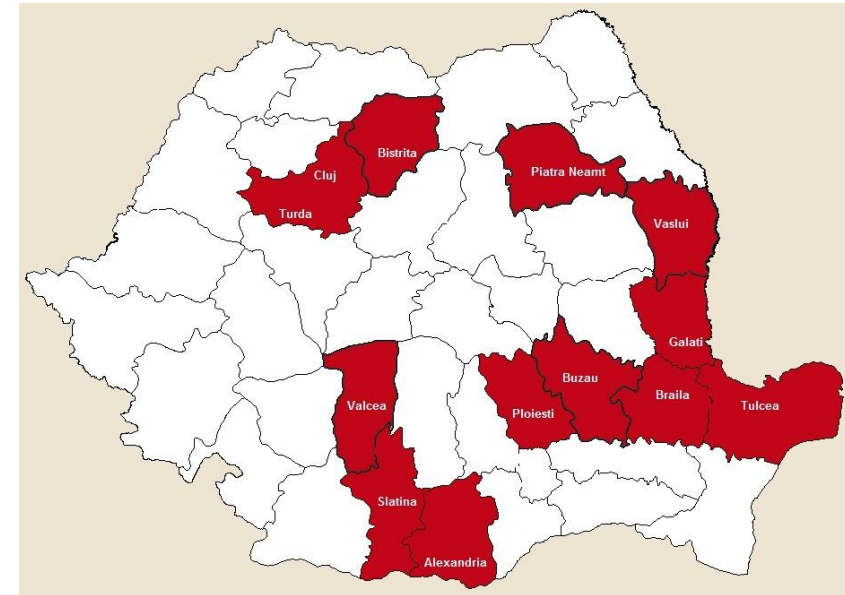 Bistrita
Cluj
Piatra Neamt
Turda
Vaslui
Galati
Buzau
Braila
Valcea
Ploiesti
Tulcea
Slatina
Alexandria